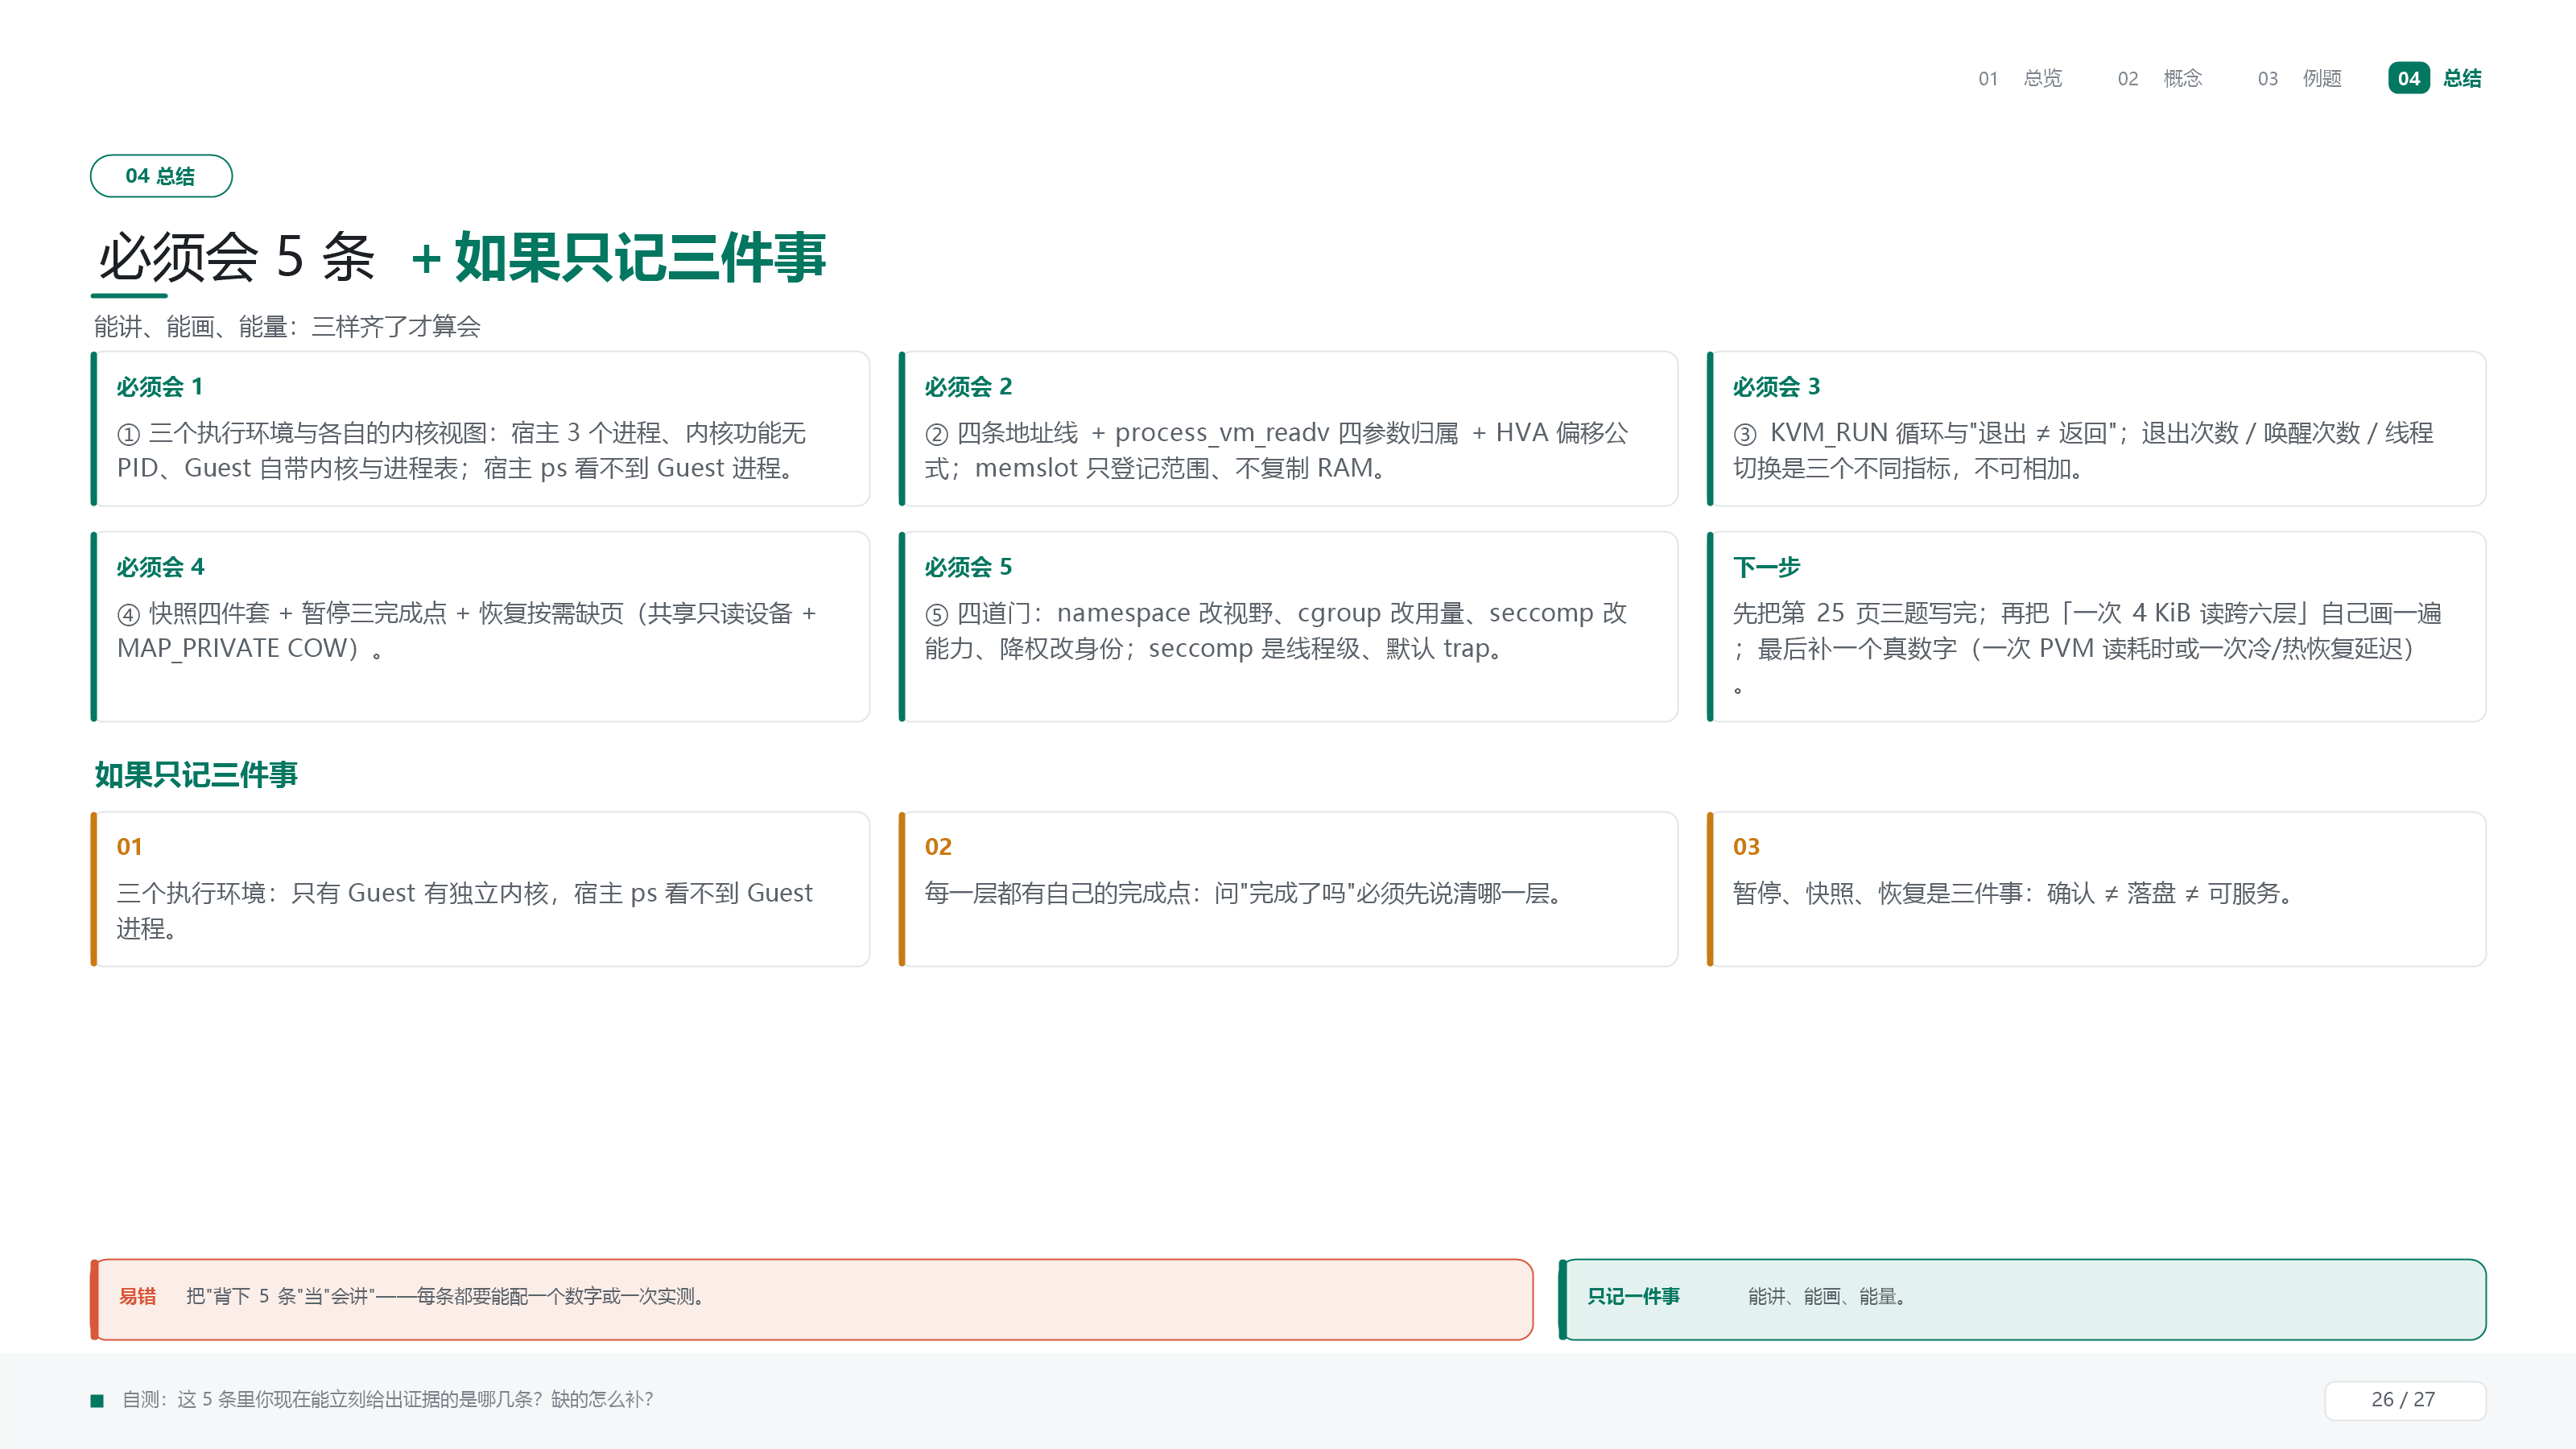 01 总览 02 概念 03 例题 04 总结
04 总结
必须会 5 条 + 如果只记三件事
能讲、能画、能量：三样齐了才算会
必须会 1
① 三个执行环境与各自的内核视图：宿主 3 个进程、内核功能无
PID、Guest 自带内核与进程表；宿主 ps 看不到 Guest 进程。
必须会 2
② 四条地址线 + process_vm_readv 四参数归属 + HVA 偏移公
式；memslot 只登记范围、不复制 RAM。
必须会 3
③ KVM_RUN 循环与"退出 ≠ 返回"；退出次数 / 唤醒次数 / 线程
切换是三个不同指标，不可相加。
必须会 4
④ 快照四件套 + 暂停三完成点 + 恢复按需缺页（共享只读设备 +
MAP_PRIVATE COW）。
必须会 5
⑤ 四道门：namespace 改视野、cgroup 改用量、seccomp 改
能力、降权改身份；seccomp 是线程级、默认 trap。
下一步
先把第 25 页三题写完；再把「一次 4 KiB 读跨六层」自己画一遍
；最后补一个真数字（一次 PVM 读耗时或一次冷/热恢复延迟）
。
如果只记三件事
01
三个执行环境：只有 Guest 有独立内核，宿主 ps 看不到 Guest
进程。
02
每一层都有自己的完成点：问"完成了吗"必须先说清哪一层。
03
暂停、快照、恢复是三件事：确认 ≠ 落盘 ≠ 可服务。
易错 把"背下 5 条"当"会讲"——每条都要能配一个数字或一次实测。
只记一件事 能讲、能画、能量。
自测：这 5 条里你现在能立刻给出证据的是哪几条？缺的怎么补？
26 / 27